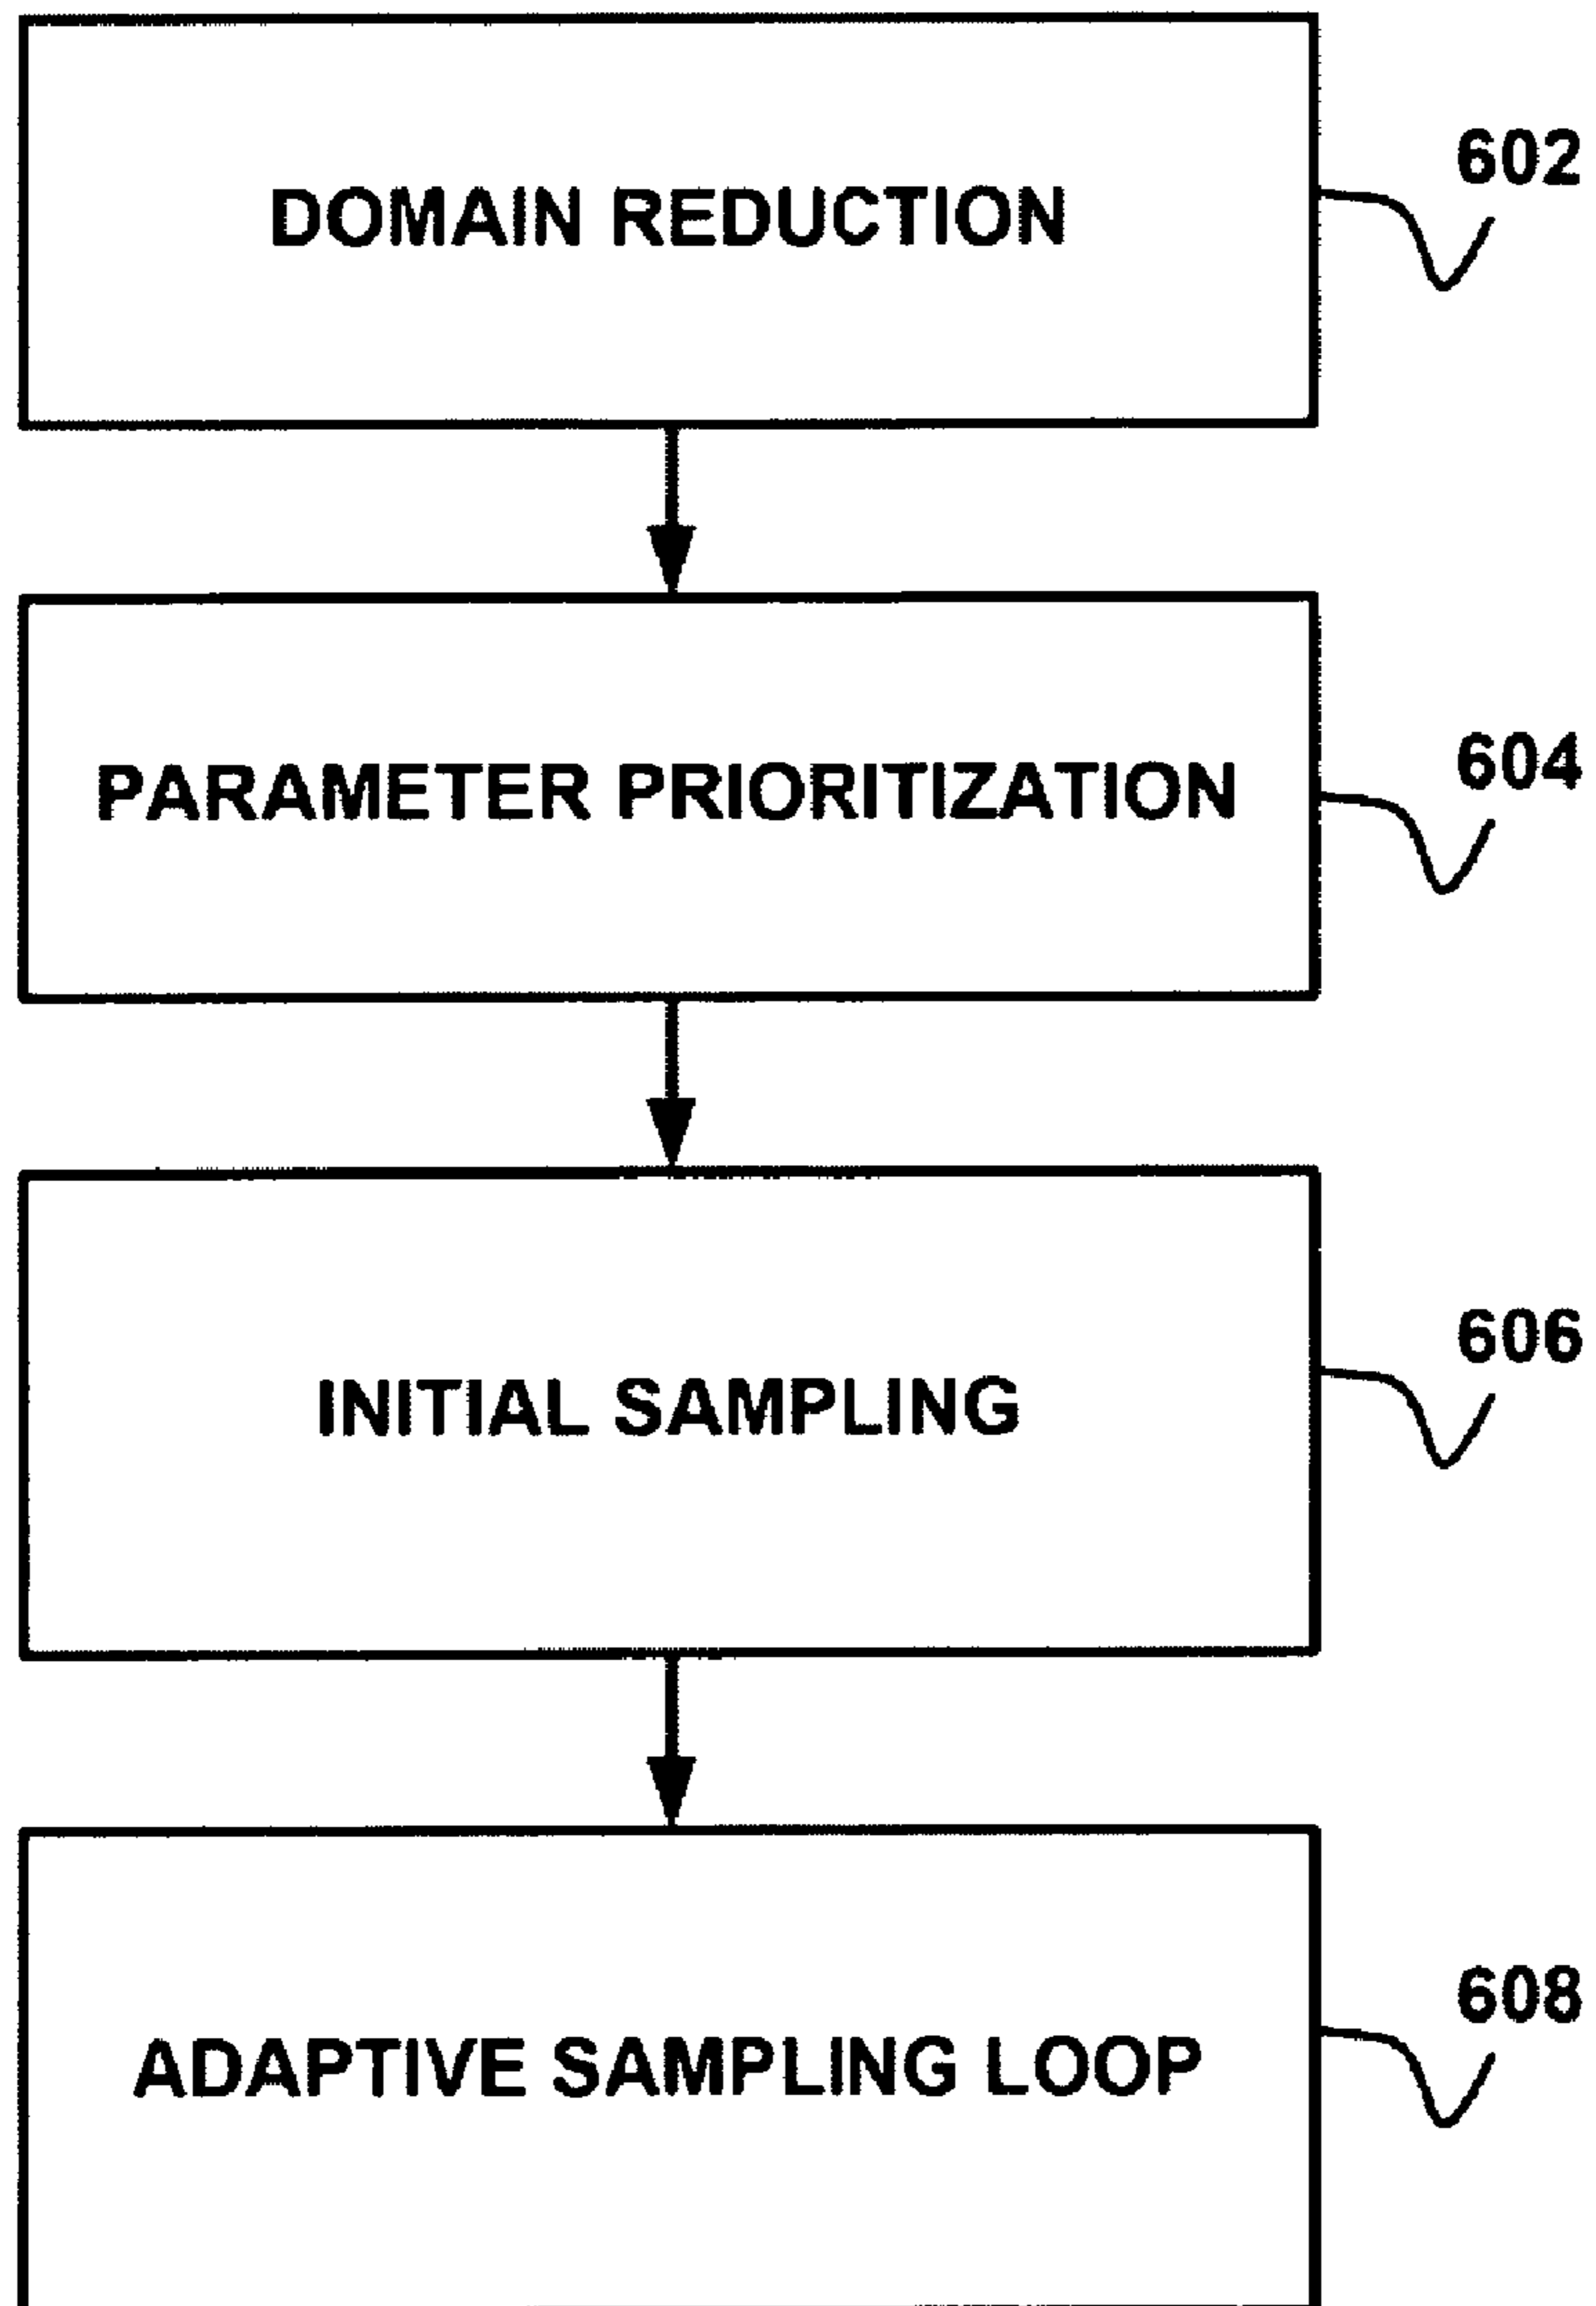 DOMAIN REDUCTION
602
PARAMETER PRIORITIZATION
604
INITIAL SAMPLING
606
ADAPTIVE SAMPLING LOOP
608